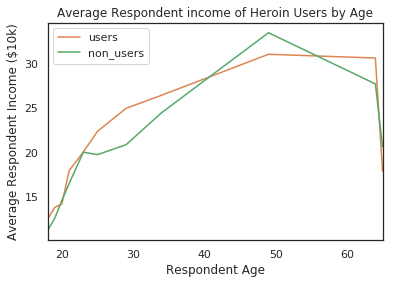 Average Respondent income of Heroin Users by Age
users
non_users
Average Respondent Income ($10k)
30
25
20
15
20
30
40
50
60
Respondent Age